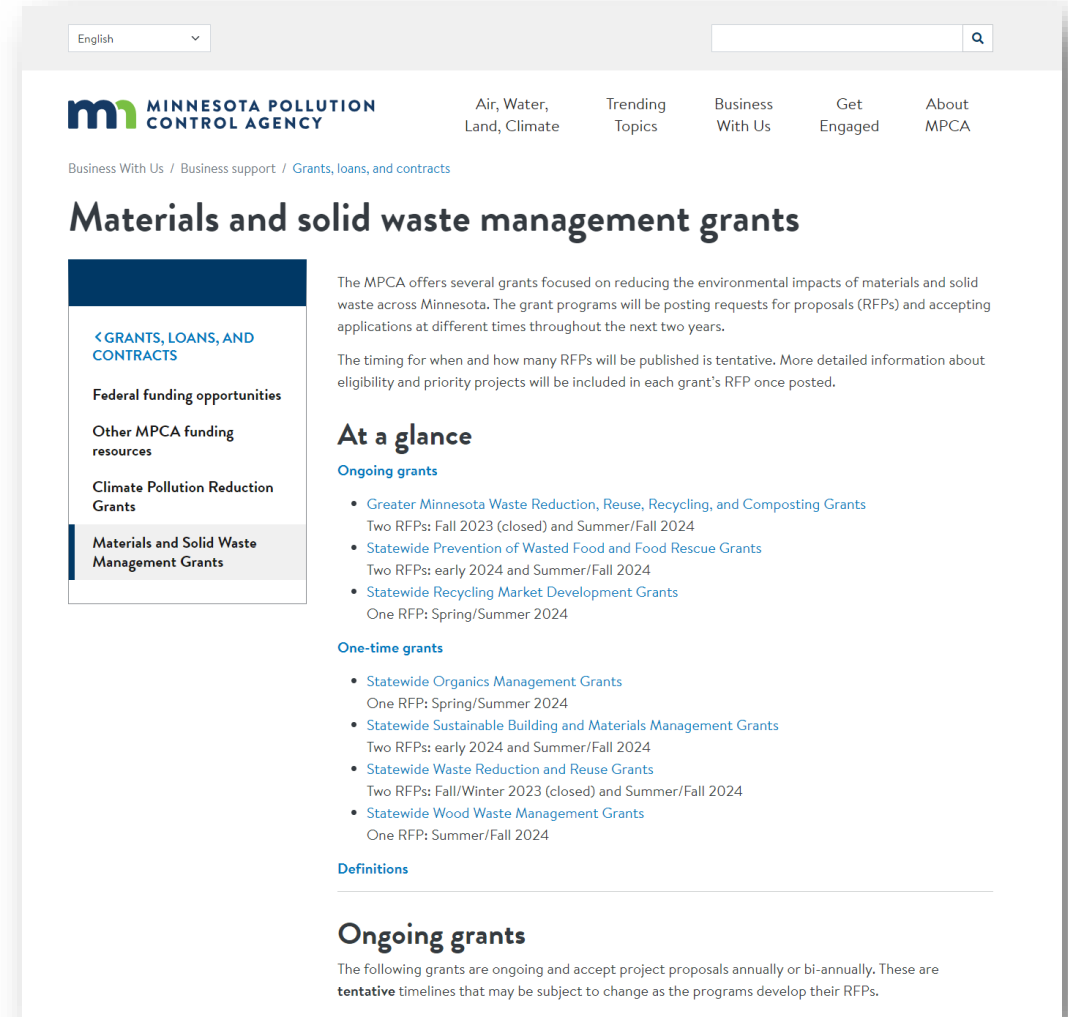 English
MINNESOTA POLLUTION
CONTROL AGENCY
Air, Water,
Land, Climate
Trending
Topics
Business
With Us
Get
Engaged
About
MPCA
Business With Us / Business support / Grants, loans, and contracts
Materials and solid waste management grants
< GRANTS, LOANS, AND
CONTRACTS
Federal funding opportunities
Other MPCA funding
resources
Climate Pollution Reduction
Grants
Materials and Solid Waste
Management Grants
The MPCA offers several grants focused on reducing the environmental impacts of materials and solid
waste across Minnesota. The grant programs will be posting requests for proposals (RFPs) and accepting
applications at different times throughout the next two years.
The timing for when and how many RFPs will be published is tentative. More detailed information about
eligibility and priority projects will be included in each grant's RFP once posted.
At a glance
Ongoing grants
• Greater Minnesota Waste Reduction, Reuse, Recycling, and Composting Grants
Two RFPs: Fall 2023 (closed) and Summer/Fall 2024
• Statewide Prevention of Wasted Food and Food Rescue Grants
Two RFPs: early 2024 and Summer/Fall 2024
• Statewide Recycling Market Development Grants
One RFP: Spring/Summer 2024
One-time grants
• Statewide Organics Management Grants
One RFP: Spring/Summer 2024
• Statewide Sustainable Building and Materials Management Grants
Two RFPs: early 2024 and Summer/Fall 2024
• Statewide Waste Reduction and Reuse Grants
Two RFPs: Fall/Winter 2023 (closed) and Summer/Fall 2024
• Statewide Wood Waste Management Grants
One RFP: Summer/Fall 2024
Definitions
Ongoing grants
The following grants are ongoing and accept project proposals annually or bi-annually. These are
tentative timelines that may be subject to change as the programs develop their RFPs.